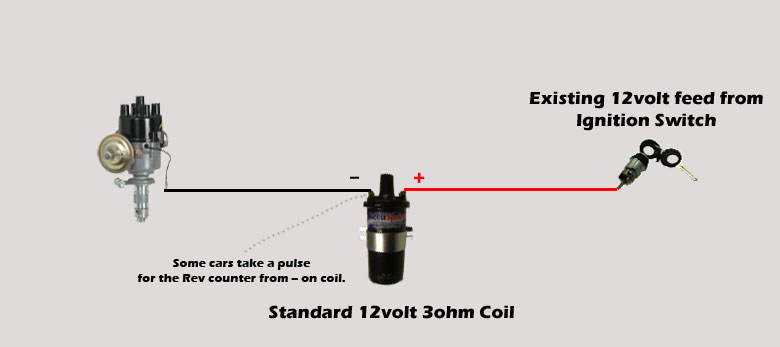 Existing 12volt feed from
Ignition Switch
– +
Some cars take a pulse
for the Rev counter from – on coil.
Standard 12volt 3ohm Coil